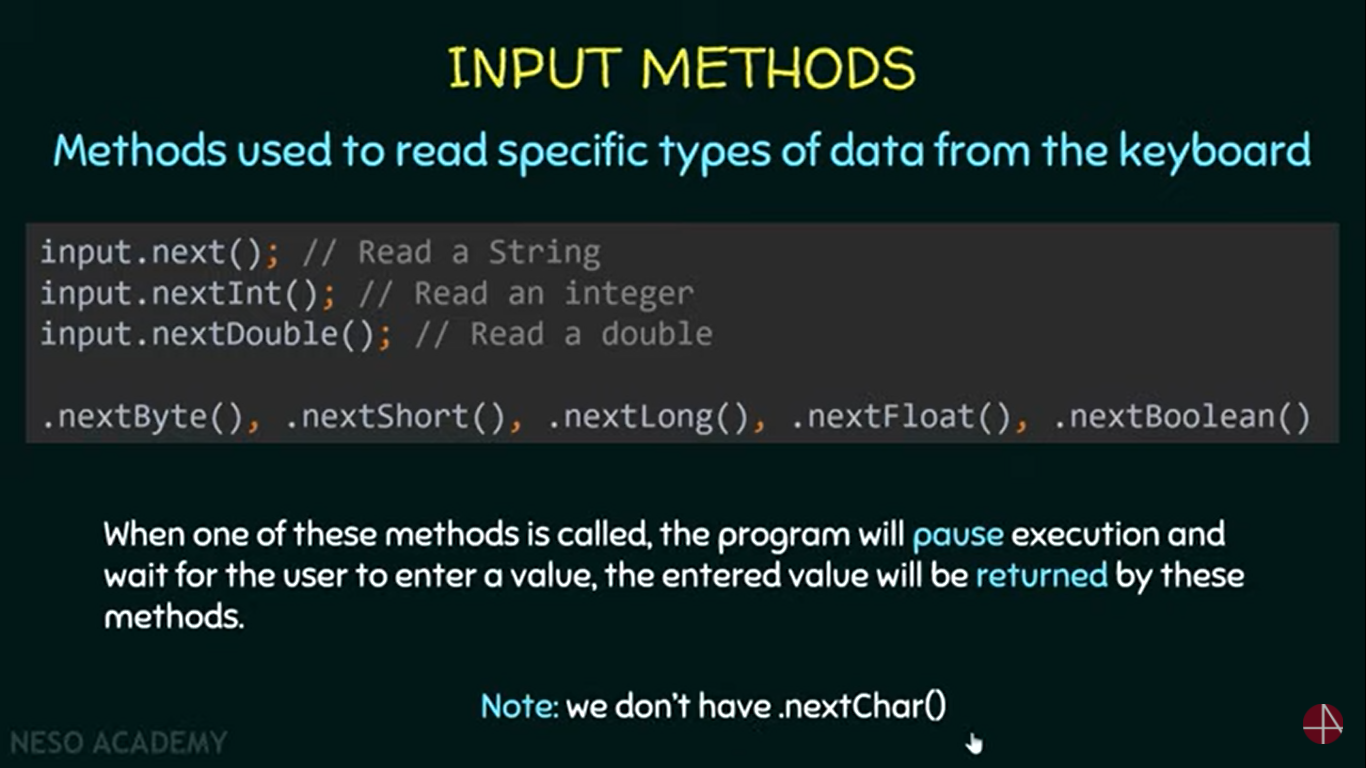 INPUT METHODS
Methods used to read specific types of data from the keyboard
input.next(); // Read a String
input.nextInt(); // Read an integer
input.nextDouble(); // Read a double
.nextByte(), .nextShort(), .nextLong(), .nextFloat(), .nextBoolean()
When one of these methods is called, the program will pause execution and
wait for the user to enter a value, the entered value will be returned by these
methods.
Note: we don't have .nextChar()
NESO ACADEMY